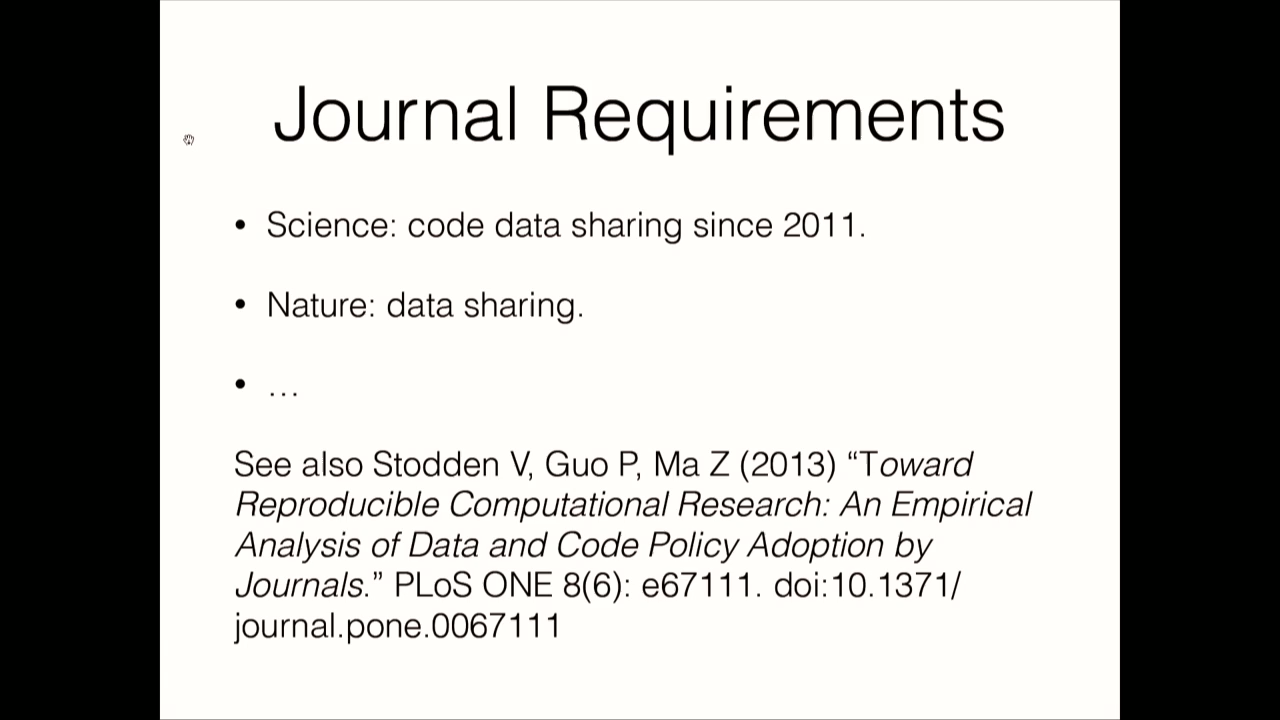 Journal Requirements
• Science: code data sharing since 2011.
• Nature: data sharing.
• …
See also Stodden V, Guo P, Ma Z (2013) “Toward
Reproducible Computational Research: An Empirical
Analysis of Data and Code Policy Adoption by
Journals.” PLoS ONE 8(6): e67111. doi:10.1371/
journal.pone.0067111